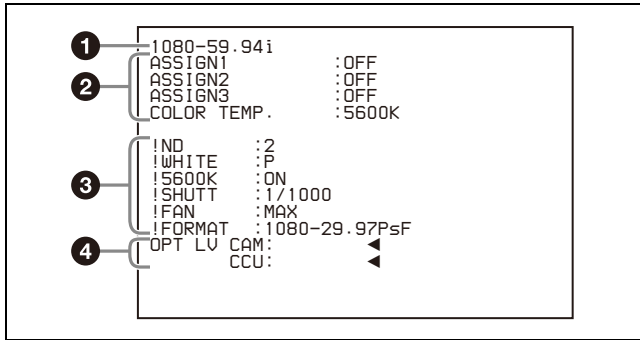 1 1080-59.94i
2 ASSIGN1 :OFF
ASSIGN2 :OFF
ASSIGN3 :OFF
COLOR TEMP. :5600K
3 !ND :2
!WHITE :P
!5600K :ON
!SHUTT :1/1000
!FAN :MAX
!FORMAT :1080-29.97PsF
4 OPT LV CAM: ◀
CCU: ◀